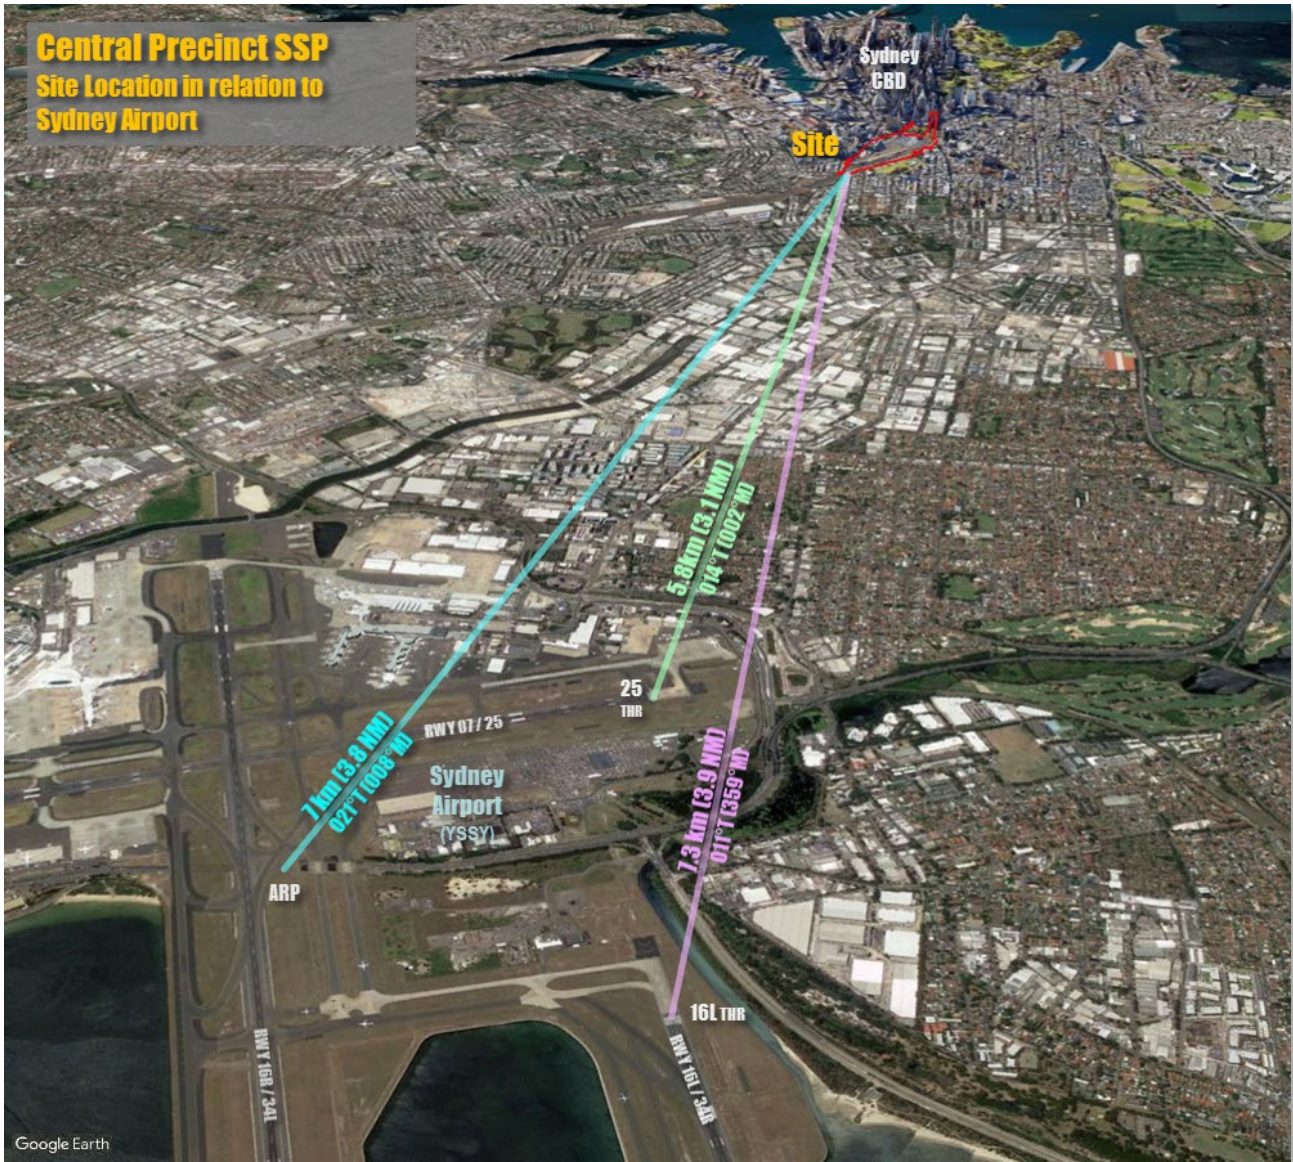 Central Precinct SSP
Site Location in relation to
Sydney Airport
Sydney
CBD
Site
5.8km (3.1 NM)
014°T (002°M)
25
THR
RWY 07 / 25
7 km (3.8 NM)
021°T (008°M)
Sydney
Airport
(YSSY)
7.3 km (3.9 NM)
011°T (359°M)
ARP
16L THR
RWY 16R / 34L
RWY 16L / 34R
Google Earth